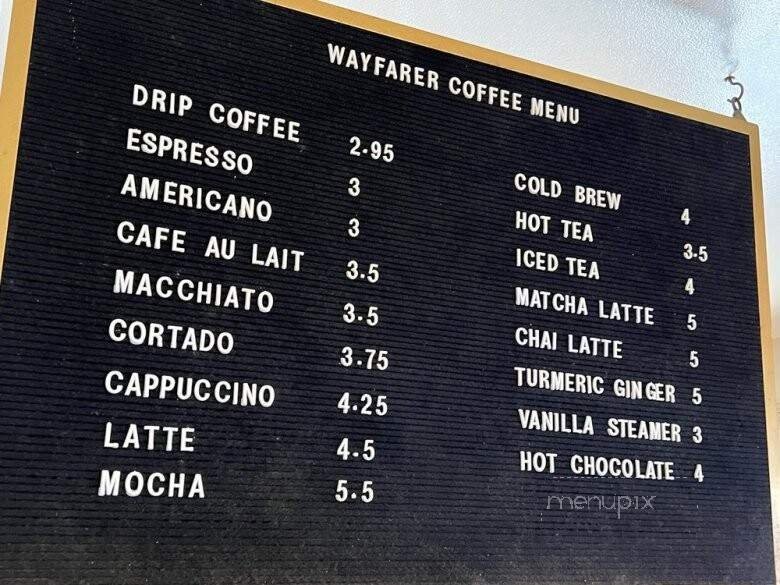 WAYFARER COFFEE MENU
DRIP COFFEE 2.95
ESPRESSO 3
AMERICANO 3
CAFE AU LAIT 3.5
MACCHIATO 3.5
CORTADO 3.75
CAPPUCCINO 4.25
LATTE 4.5
MOCHA 5.5
COLD BREW 4
HOT TEA 3.5
ICED TEA 4
MATCHA LATTE 5
CHAI LATTE 5
TURMERIC GINGER 5
VANILLA STEAMER 3
HOT CHOCOLATE 4
menupix